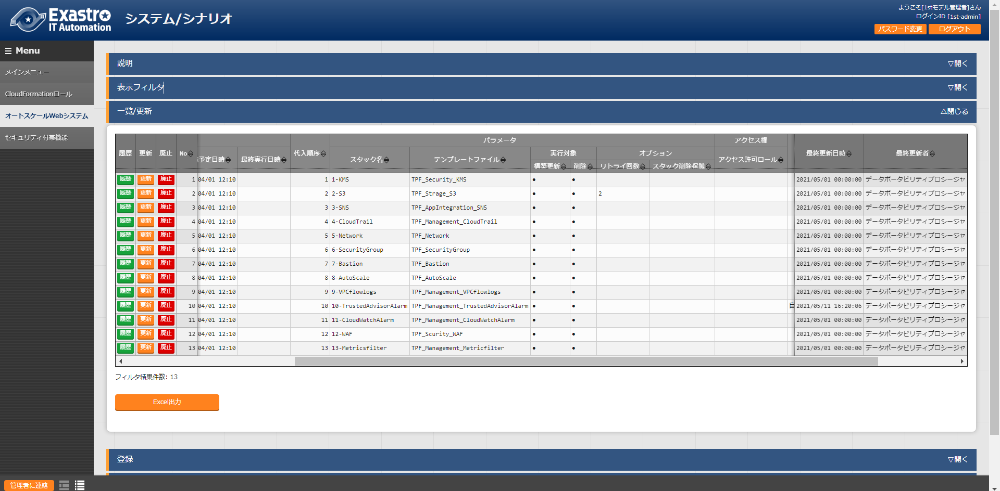 Exastro
IT Automation
システム/シナリオ
ようこそ[1stモデル管理者]さん
ログインID [1st-admin]
パスワード変更 ログアウト
Menu
メインメニュー
CloudFormationロール
オートスケールWebシステム
セキュリティ付帯機能
説明 ▽開く
表示フィルタ ▽開く
一覧/更新 △閉じる
履歴 更新 廃止 No 予定日時 最終実行日時 代入順序 パラメータ アクセス権 最終更新日時 最終更新者
スタック名 テンプレートファイル 実行対象 オプション アクセス許可ロール
構築更新 削除 リトライ回数 スタック削除保護
履歴 更新 廃止 1 04/01 12:10 1 1-KMS TPF_Security_KMS ● ● 2021/05/01 00:00:00 データポータビリティプロシージャ
履歴 更新 廃止 2 04/01 12:10 2 2-S3 TPF_Strage_S3 ● ● 2 2021/05/01 00:00:00 データポータビリティプロシージャ
履歴 更新 廃止 3 04/01 12:10 3 3-SNS TPF_AppIntegration_SNS ● ● 2021/05/01 00:00:00 データポータビリティプロシージャ
履歴 更新 廃止 4 04/01 12:10 4 4-CloudTrail TPF_Management_CloudTrail ● ● 2021/05/01 00:00:00 データポータビリティプロシージャ
履歴 更新 廃止 5 04/01 12:10 5 5-Network TPF_Network ● ● 2021/05/01 00:00:00 データポータビリティプロシージャ
履歴 更新 廃止 6 04/01 12:10 6 6-SecurityGroup TPF_SecurityGroup ● ● 2021/05/01 00:00:00 データポータビリティプロシージャ
履歴 更新 廃止 7 04/01 12:10 7 7-Bastion TPF_Bastion ● ● 2021/05/01 00:00:00 データポータビリティプロシージャ
履歴 更新 廃止 8 04/01 12:10 8 8-AutoScale TPF_AutoScale ● ● 2021/05/01 00:00:00 データポータビリティプロシージャ
履歴 更新 廃止 9 04/01 12:10 9 9-VPCflowlogs TPF_Management_VPCflowlogs ● ● 2021/05/01 00:00:00 データポータビリティプロシージャ
履歴 更新 廃止 10 04/01 12:10 10 10-TrustedAdvisorAlarm TPF_Management_TrustedAdvisorAlarm ● ● 自 2021/05/11 16:20:06 データポータビリティプロシージャ
履歴 更新 廃止 11 04/01 12:10 11 11-CloudWatchAlarm TPF_Management_CloudWatchAlarm ● ● 2021/05/01 00:00:00 データポータビリティプロシージャ
履歴 更新 廃止 12 04/01 12:10 12 12-WAF TPF_Scurity_WAF ● ● 2021/05/01 00:00:00 データポータビリティプロシージャ
履歴 更新 廃止 13 04/01 12:10 13 13-Metricsfilter TPF_Management_Metricfilter ● ● 2021/05/01 00:00:00 データポータビリティプロシージャ
フィルタ結果件数: 13
Excel出力
登録 ▽開く
管理者に連絡